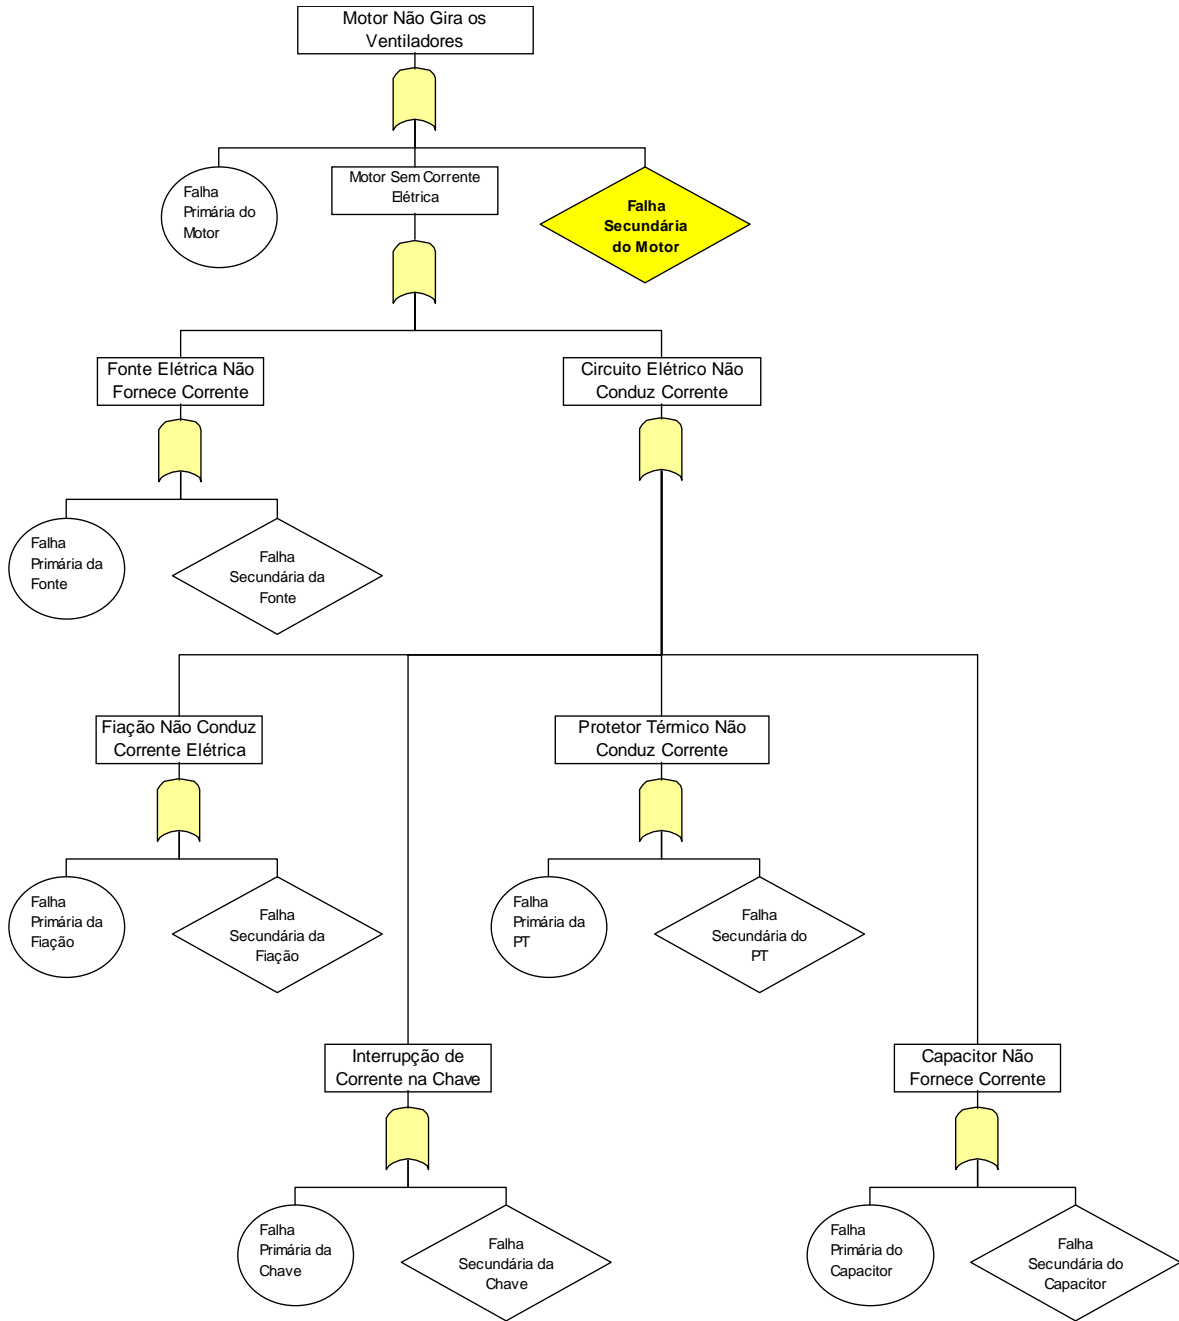 Motor Não Gira os
Ventiladores
Falha
Primária do
Motor
Motor Sem Corrente
Elétrica
Falha
Secundária
do Motor
Fonte Elétrica Não
Fornece Corrente
Circuito Elétrico Não
Conduz Corrente
Falha
Primária da
Fonte
Falha
Secundária da
Fonte
Fiação Não Conduz
Corrente Elétrica
Protetor Térmico Não
Conduz Corrente
Falha
Primária da
Fiação
Falha
Secundária da
Fiação
Falha
Primária da
PT
Falha
Secundária do
PT
Interrupção de
Corrente na Chave
Capacitor Não
Fornece Corrente
Falha
Primária da
Chave
Falha
Secundária da
Chave
Falha
Primária do
Capacitor
Falha
Secundária do
Capacitor